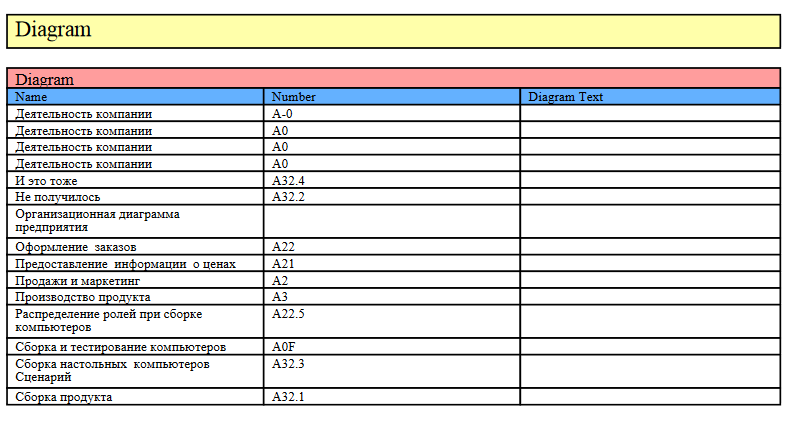 Diagram
Diagram
Name Number Diagram Text
Деятельность компании A-0
Деятельность компании A0
Деятельность компании A0
Деятельность компании A0
И это тоже A32.4
Не получилось A32.2
Организационная диаграмма
предприятия
Оформление заказов A22
Предоставление информации о ценах A21
Продажи и маркетинг A2
Производство продукта A3
Распределение ролей при сборке A22.5
компьютеров
Сборка и тестирование компьютеров A0F
Сборка настольных компьютеров A32.3
Сценарий
Сборка продукта A32.1